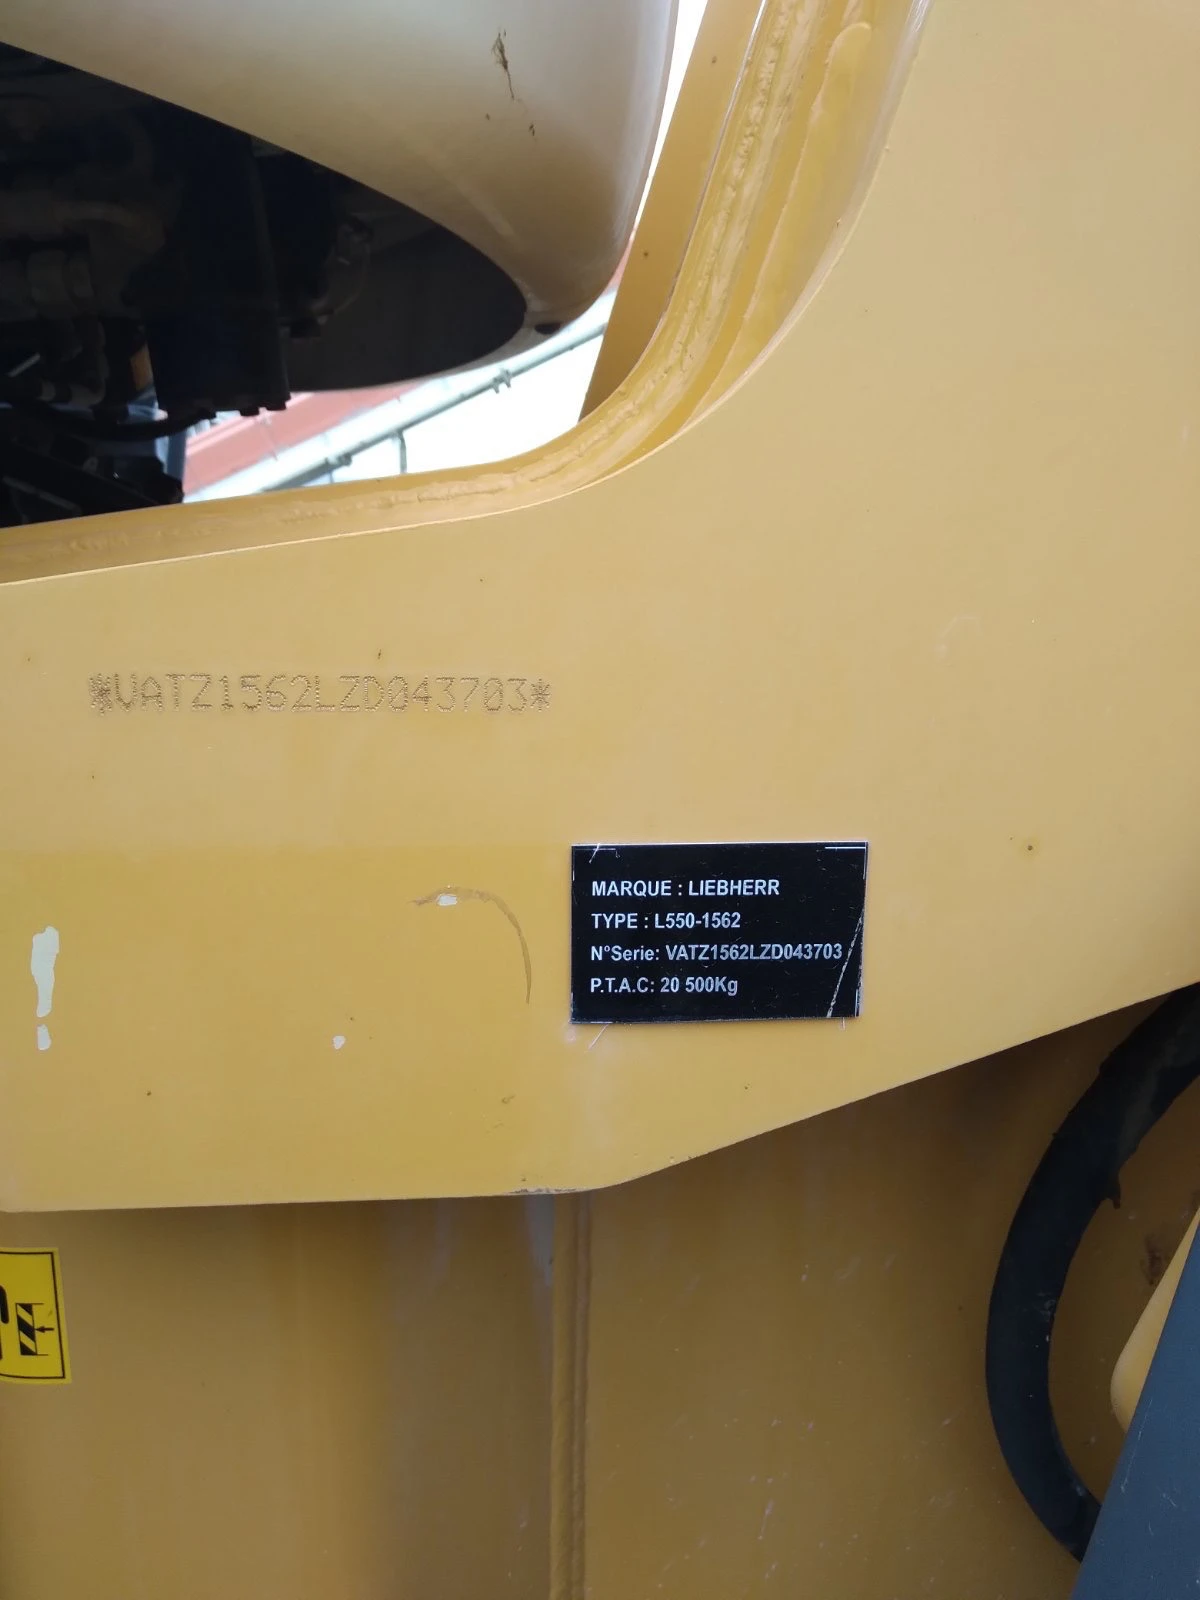 *VATZ1562LZD043703*
MARQUE : LIEBHERR
TYPE : L550-1562
N°Serie: VATZ1562LZD043703
P.T.A.C: 20 500Kg